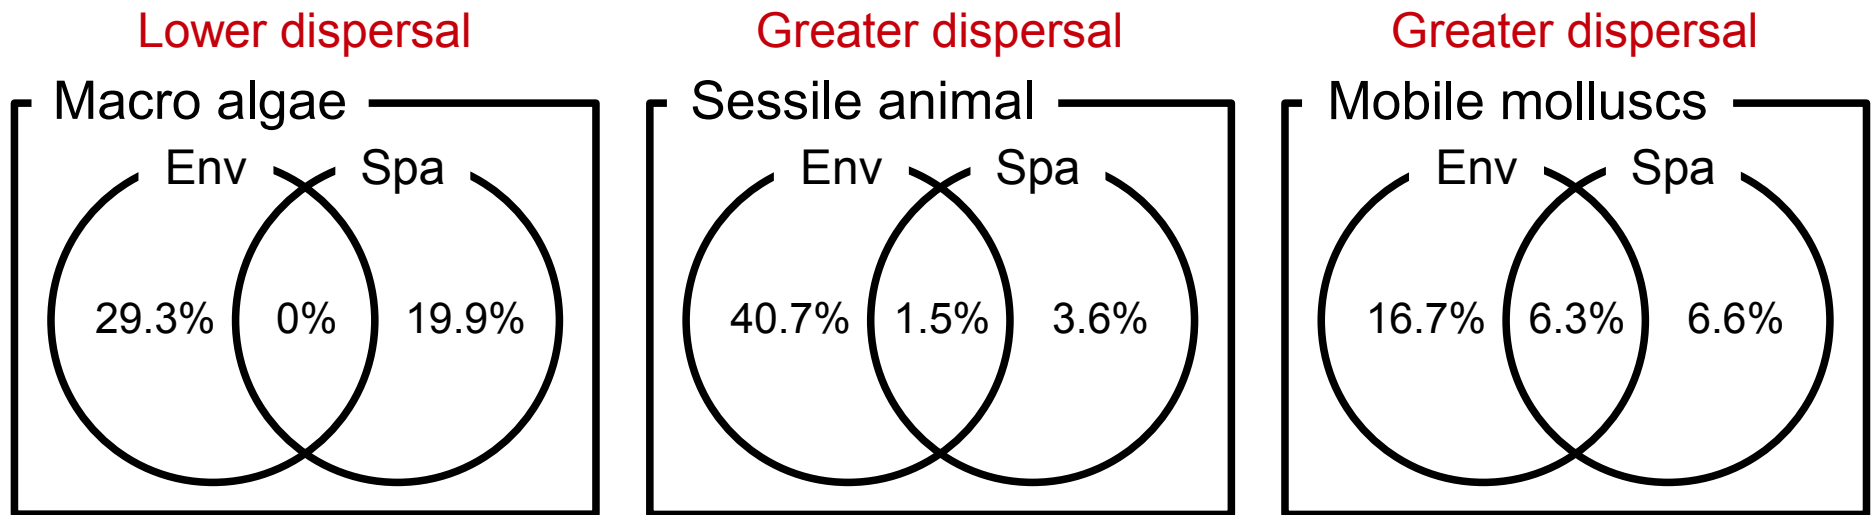 Lower dispersal
Macro algae
Env Spa
29.3% 0% 19.9%
Greater dispersal
Sessile animal
Env Spa
40.7% 1.5% 3.6%
Greater dispersal
Mobile molluscs
Env Spa
16.7% 6.3% 6.6%